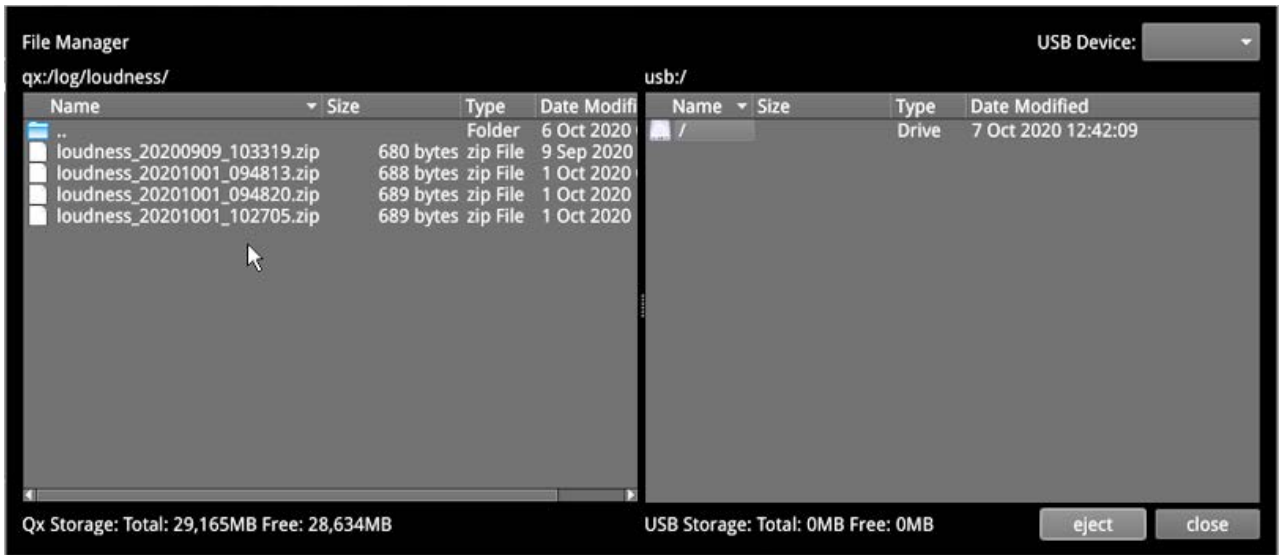 File Manager
USB Device:
qx:/log/loudness/
usb:/
Name Size Type Date Modifi
.. Folder 6 Oct 2020
loudness_20200909_103319.zip 680 bytes zip File 9 Sep 2020
loudness_20201001_094813.zip 688 bytes zip File 1 Oct 2020
loudness_20201001_094820.zip 689 bytes zip File 1 Oct 2020
loudness_20201001_102705.zip 689 bytes zip File 1 Oct 2020
Name Size Type Date Modified
/ Drive 7 Oct 2020 12:42:09
Qx Storage: Total: 29,165MB Free: 28,634MB
USB Storage: Total: 0MB Free: 0MB
eject
close